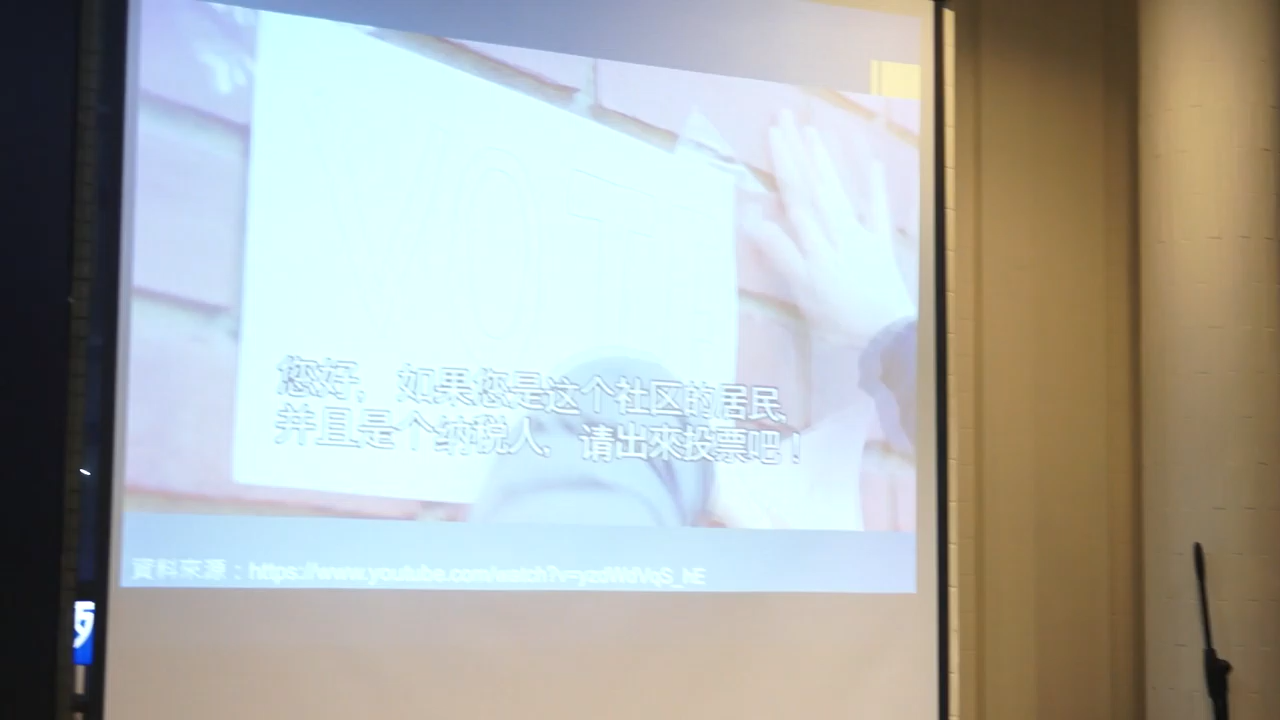 您好，如果您是这个社区的居民，
并且是个纳税人，请出來投票吧！
資料來源：https://www.youtube.com/watch?v=